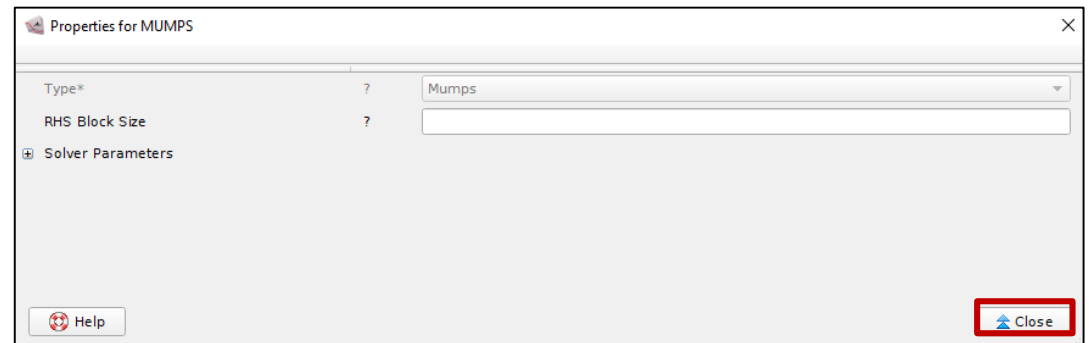 Properties for MUMPS
Type* ? Mumps
RHS Block Size ?
Solver Parameters
Help Close